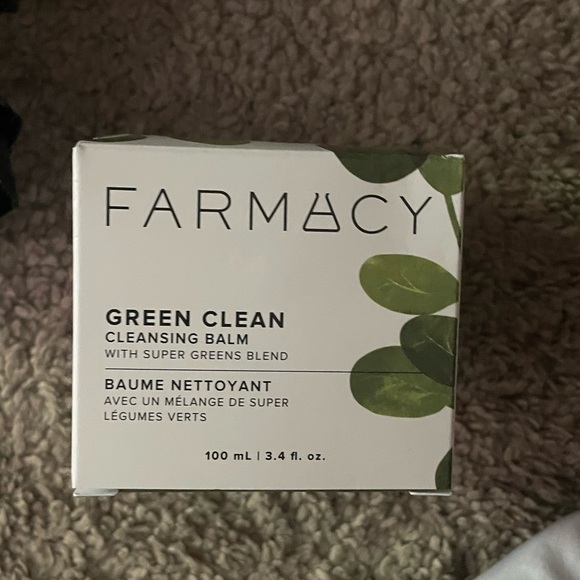 FARMACY
GREEN CLEAN
CLEANSING BALM
WITH SUPER GREENS BLEND
BAUME NETTOYANT
AVEC UN MÉLANGE DE SUPER
LÉGUMES VERTS
100 mL | 3.4 fl. oz.